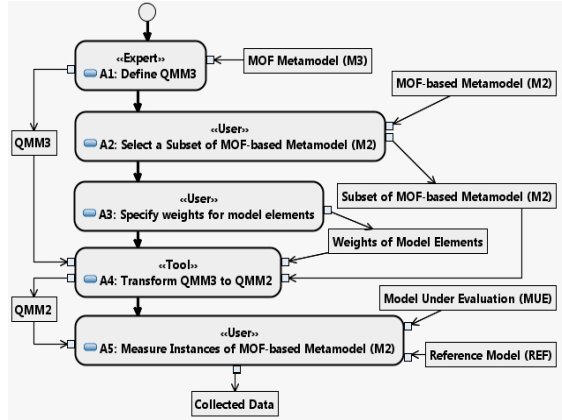 «Expert»
A1: Define QMM3
MOF Metamodel (M3)
MOF-based Metamodel (M2)
«User»
A2: Select a Subset of MOF-based Metamodel (M2)
QMM3
Subset of MOF-based Metamodel (M2)
«User»
A3: Specify weights for model elements
Weights of Model Elements
«Tool»
A4: Transform QMM3 to QMM2
Model Under Evaluation (MUE)
QMM2
«User»
A5: Measure Instances of MOF-based Metamodel (M2)
Reference Model (REF)
Collected Data